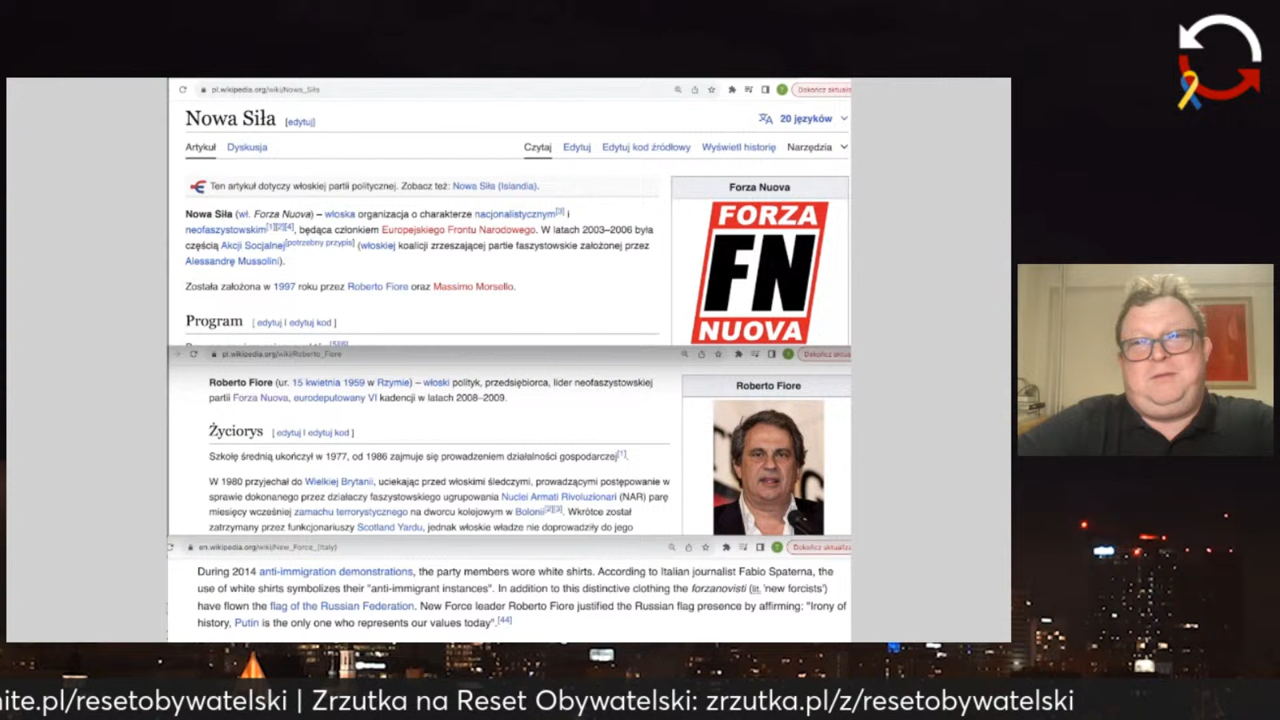 pl.wikipedia.org/wiki/Nowa_Siła
Dokończ aktualiza
Nowa Siła [edytuj]
20 języków
Artykuł Dyskusja Czytaj Edytuj Edytuj kod źródłowy Wyświetl historię Narzędzia
Ten artykuł dotyczy włoskiej partii politycznej. Zobacz też: Nowa Siła (Islandia).
Nowa Siła (wł. Forza Nuova) – włoska organizacja o charakterze nacjonalistycznym[3] i
neofaszystowskim[1][2][4], będąca członkiem Europejskiego Frontu Narodowego. W latach 2003–2006 była
częścią Akcji Socjalnej[potrzebny przypis] (włoskiej koalicji zrzeszającej partie faszystowskie założonej przez
Alessandrę Mussolini).
Została założona w 1997 roku przez Roberto Fiore oraz Massimo Morsello.
Program [ edytuj | edytuj kod ]
Forza Nuova
FORZA
FN
NUOVA
pl.wikipedia.org/wiki/Roberto_Fiore
Dokończ aktualiza
Roberto Fiore (ur. 15 kwietnia 1959 w Rzymie) – włoski polityk, przedsiębiorca, lider neofaszystowskiej
partii Forza Nuova, eurodeputowany VI kadencji w latach 2008–2009.
Życiorys [ edytuj | edytuj kod ]
Szkołę średnią ukończył w 1977, od 1986 zajmuje się prowadzeniem działalności gospodarczej[1].
W 1980 przyjechał do Wielkiej Brytanii, uciekając przed włoskimi śledczymi, prowadzącymi postępowanie w
sprawie dokonanego przez działaczy faszystowskiego ugrupowania Nuclei Armati Rivoluzionari (NAR) parę
miesięcy wcześniej zamachu terrorystycznego na dworcu kolejowym w Bolonii[2][3]. Wkrótce został
zatrzymany przez funkcjonariuszy Scotland Yardu, jednak włoskie władze nie doprowadziły do jego
Roberto Fiore
en.wikipedia.org/wiki/New_Force_(Italy)
Dokończ aktualiza
During 2014 anti-immigration demonstrations, the party members wore white shirts. According to Italian journalist Fabio Spaterna, the
use of white shirts symbolizes their "anti-immigrant instances". In addition to this distinctive clothing the forzanovisti (lit. 'new forcists')
have flown the flag of the Russian Federation. New Force leader Roberto Fiore justified the Russian flag presence by affirming: "Irony of
history, Putin is the only one who represents our values today".[44]
nite.pl/resetobywatelski | Zrzutka na Reset Obywatelski: zrzutka.pl/z/resetobywatelski